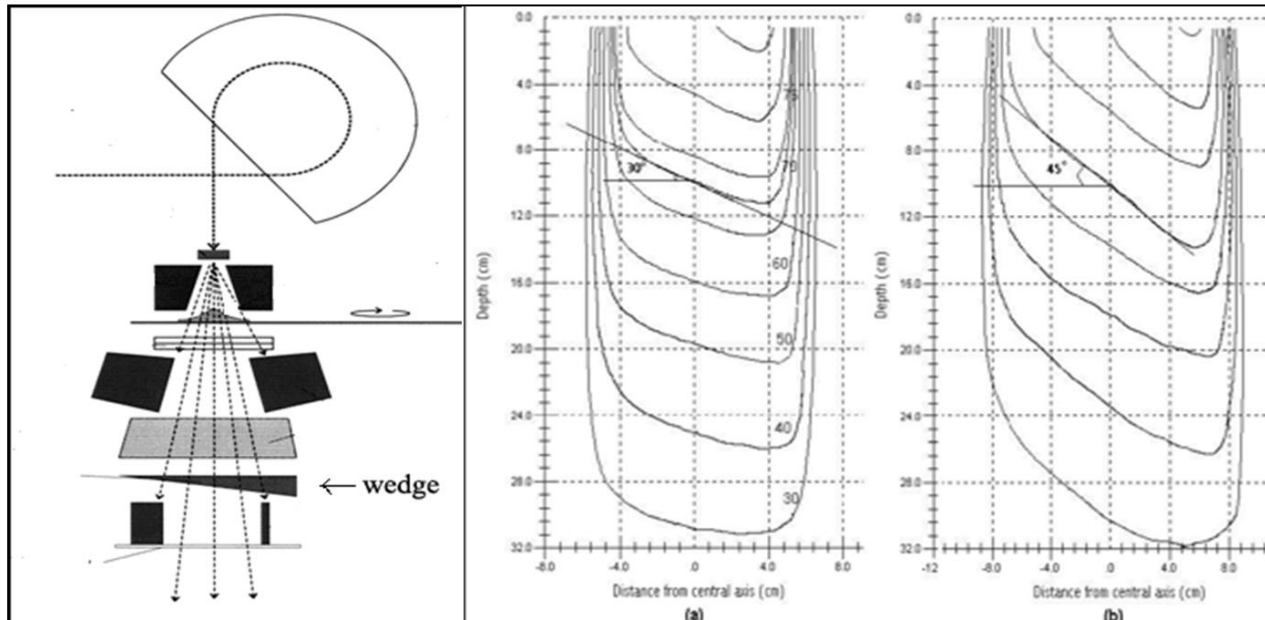 ← wedge
0.0
4.0
8.0
12.0
16.0
20.0
24.0
28.0
32.0
Depth (cm)
75
70
30°
60
50
40
30
-8.0 -4.0 .0 4.0 8.0
Distance from central axis (cm)
(a)
0.0
4.0
8.0
12.0
16.0
20.0
24.0
28.0
32.0
Depth (cm)
45°
-12 -8.0 -4.0 .0 4.0 8.0
Distance from central axis (cm)
(b)